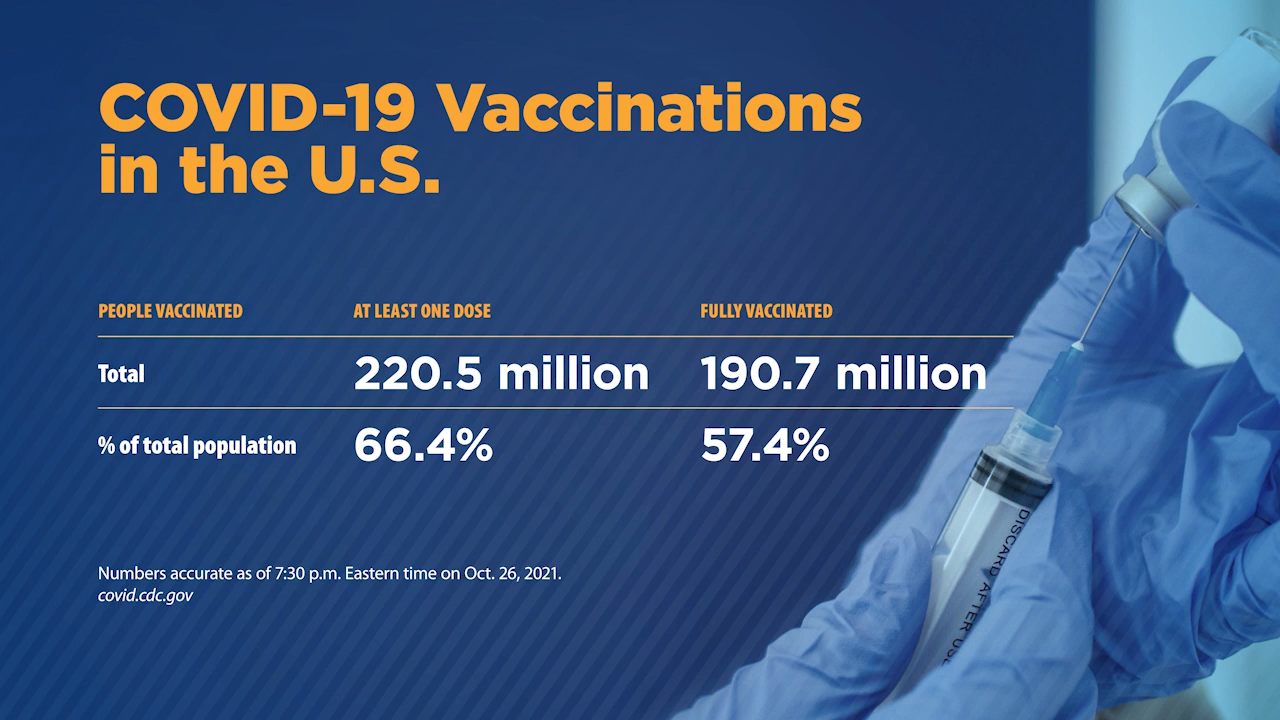 COVID-19 Vaccinations
in the U.S.
PEOPLE VACCINATED AT LEAST ONE DOSE FULLY VACCINATED
Total 220.5 million 190.7 million
% of total population 66.4% 57.4%
Numbers accurate as of 7:30 p.m. Eastern time on Oct. 26, 2021.
covid.cdc.gov
DISCARD AFTER USE